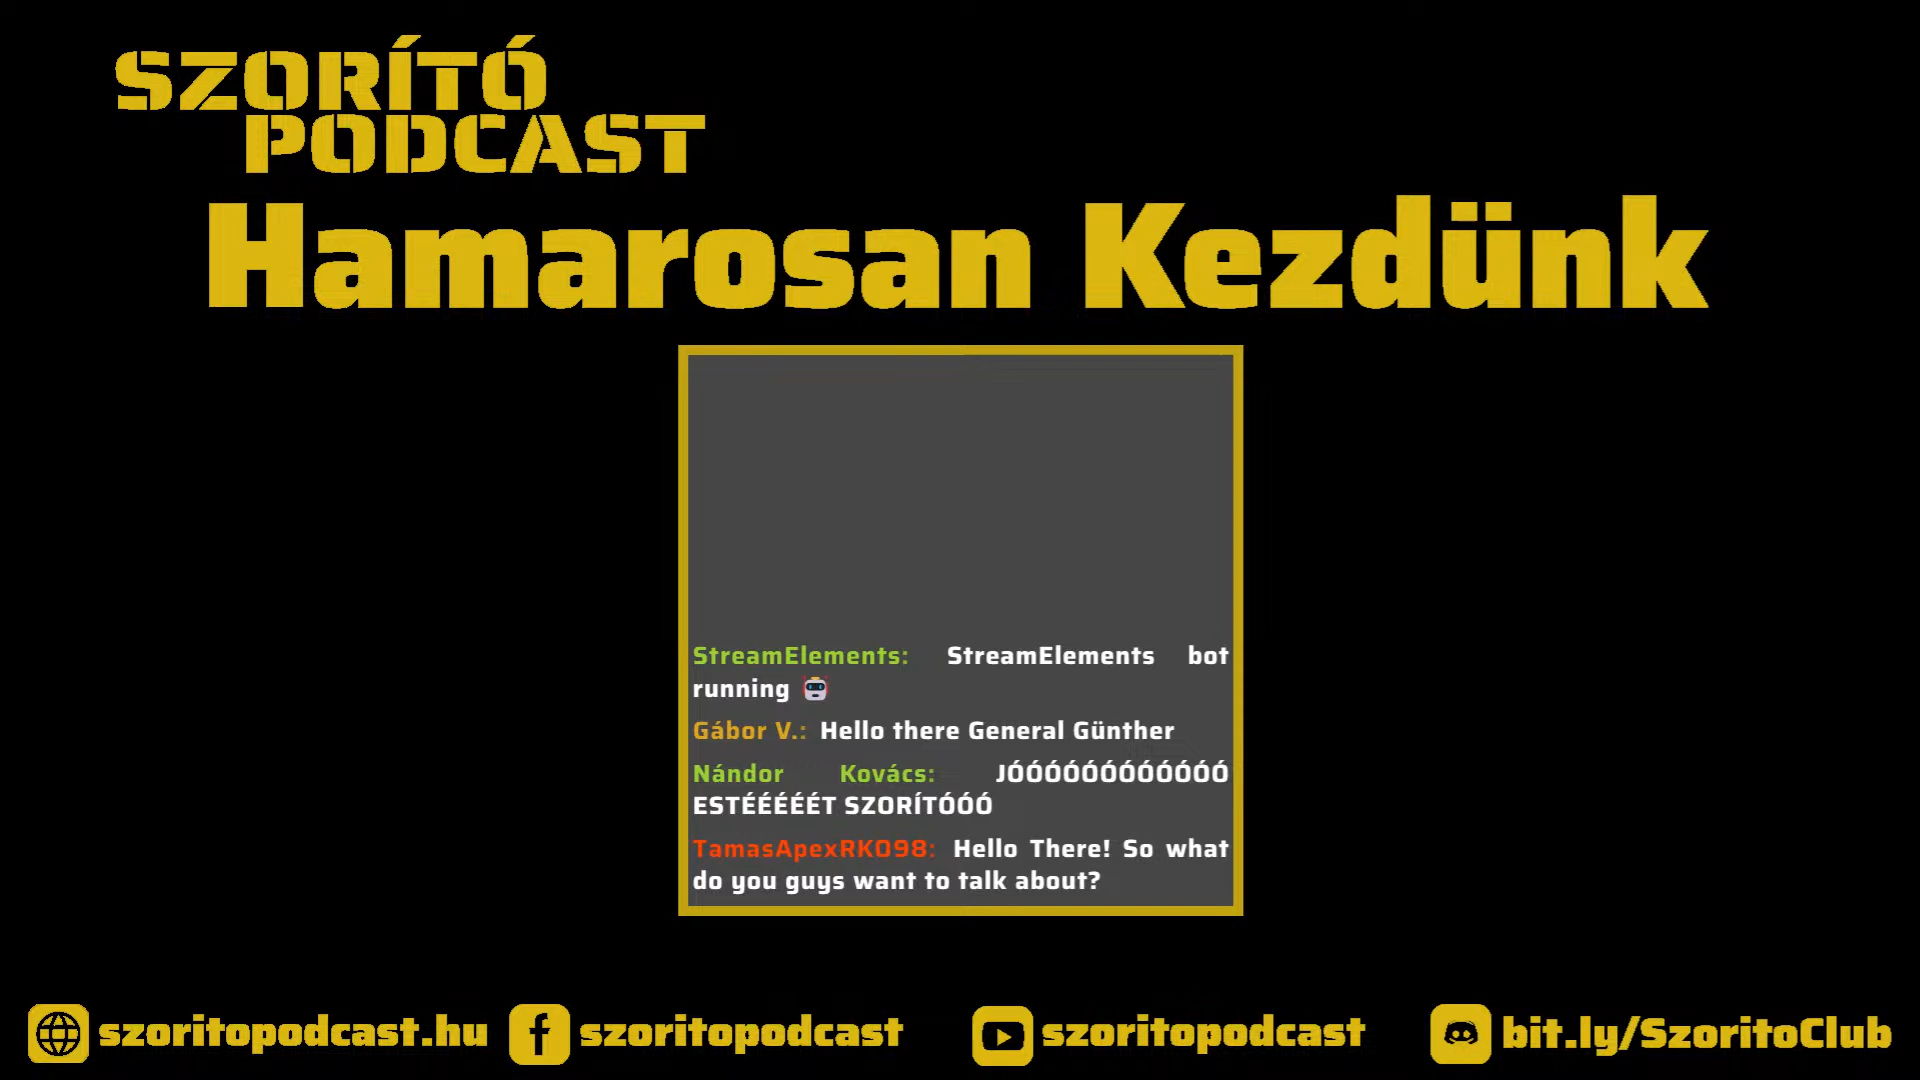 SZORÍTÓ
PODCAST
Hamarosan Kezdünk
StreamElements: StreamElements bot
running
Gábor V.: Hello there General Günther
Nándor Kovács: JÓÓÓÓÓÓÓÓÓÓÓÓ
ESTÉÉÉÉÉT SZORÍTÓÓÓ
TamasApexRKO98: Hello There! So what
do you guys want to talk about?
szoritopodcast.hu szoritopodcast szoritopodcast bit.ly/SzoritoClub